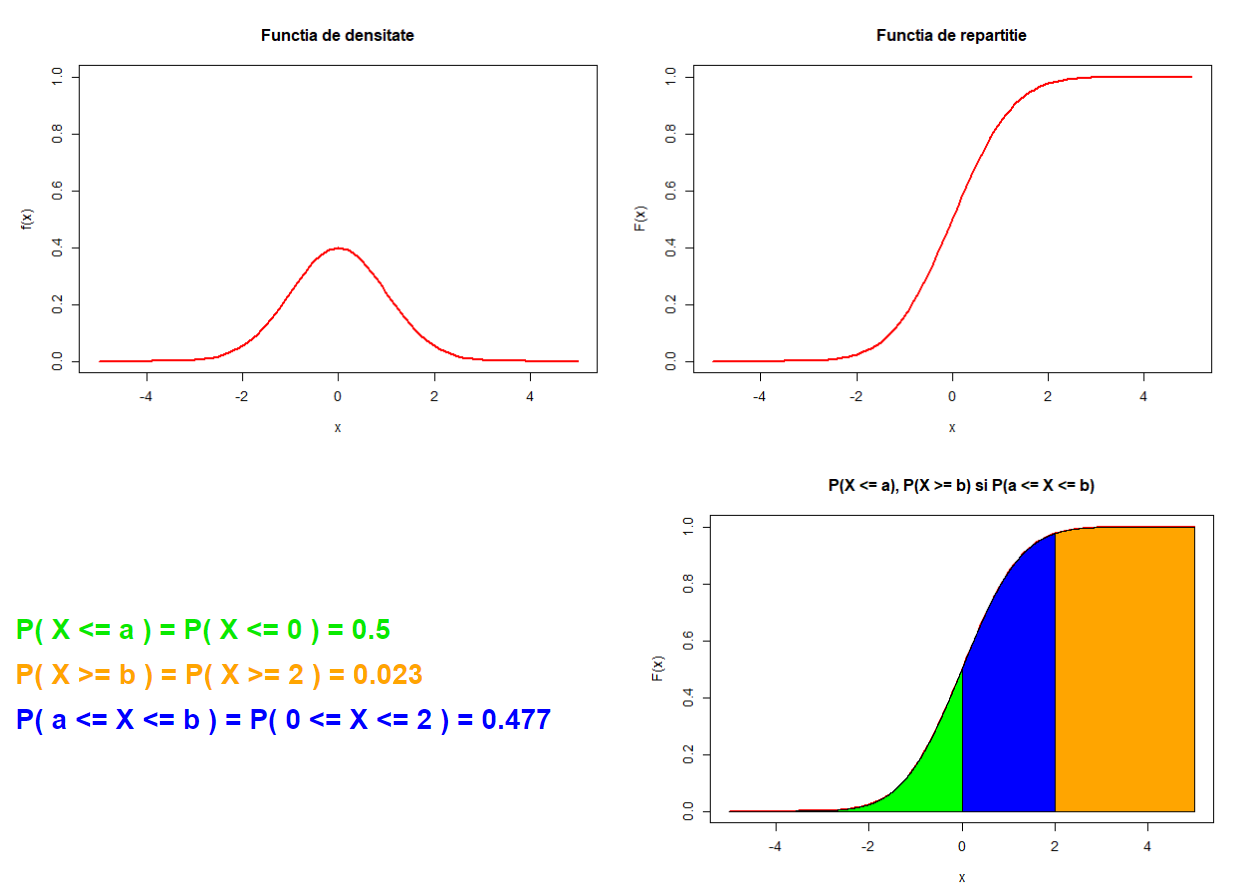 Functia de densitate
f(x)
1.0
0.8
0.6
0.4
0.2
0.0
-4 -2 0 2 4
x
Functia de repartitie
F(x)
1.0
0.8
0.6
0.4
0.2
0.0
-4 -2 0 2 4
x
P( X <= a ) = P( X <= 0 ) = 0.5
P( X >= b ) = P( X >= 2 ) = 0.023
P( a <= X <= b ) = P( 0 <= X <= 2 ) = 0.477
P(X <= a), P(X >= b) si P(a <= X <= b)
F(x)
1.0
0.8
0.6
0.4
0.2
0.0
-4 -2 0 2 4
x